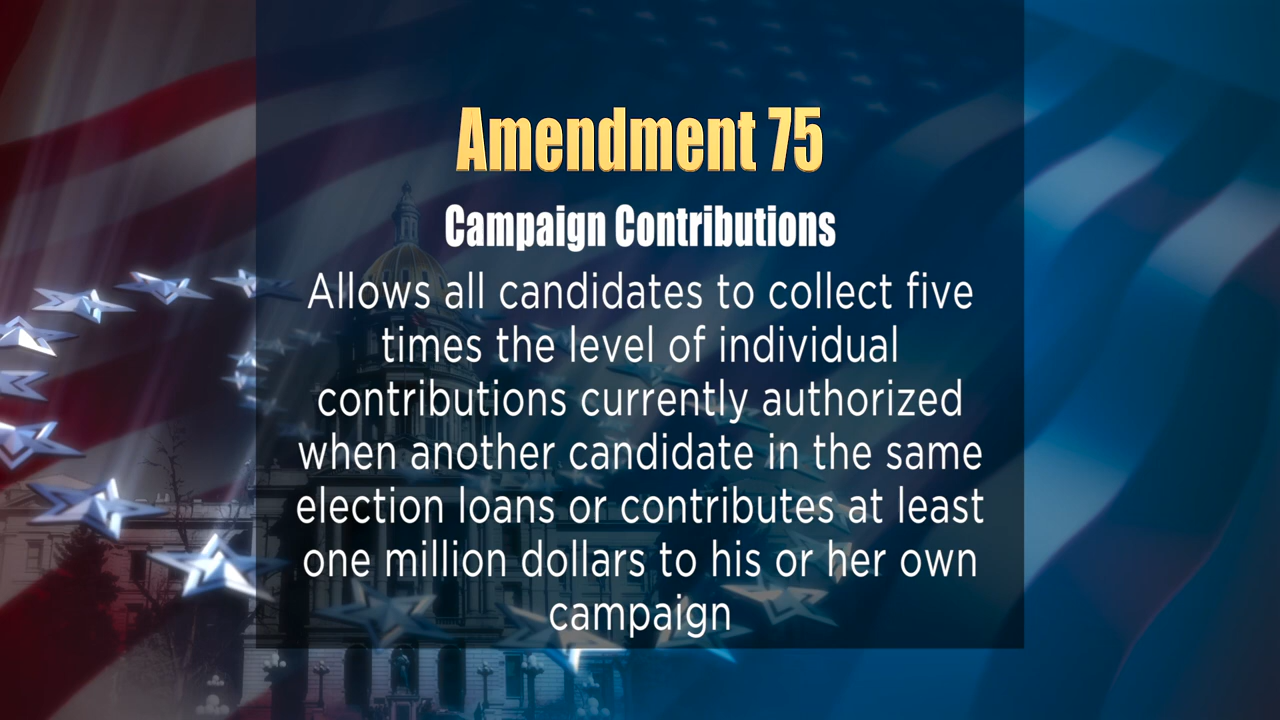 Amendment 75
Campaign Contributions
Allows all candidates to collect five
times the level of individual
contributions currently authorized
when another candidate in the same
election loans or contributes at least
one million dollars to his or her own
campaign